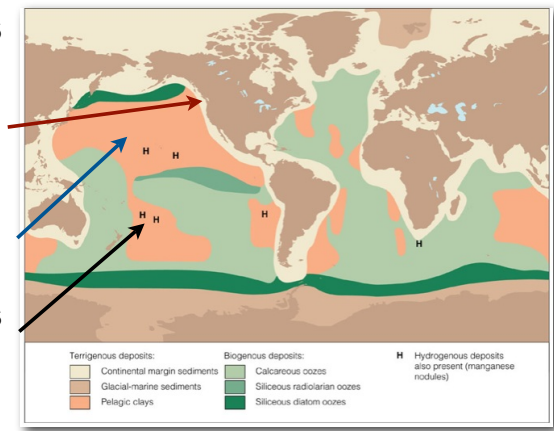 S
H
H
H
H
H
H
S
Terrigenous deposits:
Continental margin sediments
Glacial-marine sediments
Pelagic clays
Biogenous deposits:
Calcareous oozes
Siliceous radiolarian oozes
Siliceous diatom oozes
H Hydrogenous deposits
also present (manganese
nodules)